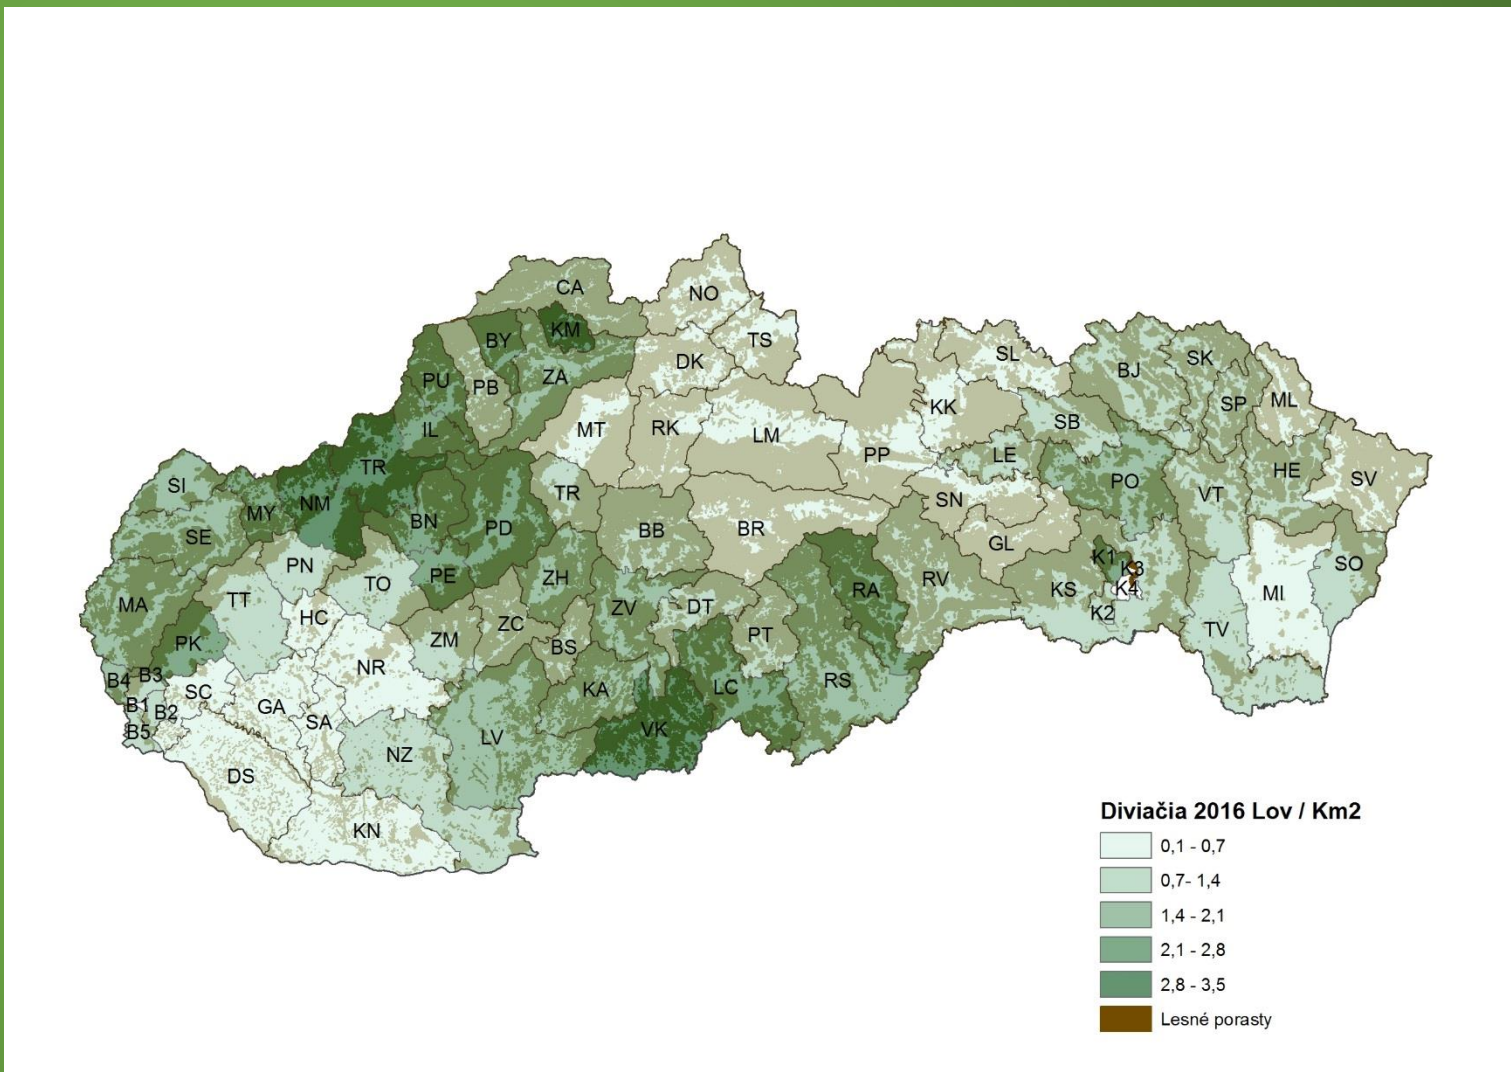 CA
NO
KM
BY
TS
SL
DK
PU
PB
ZA
BJ
SK
KK
SP
ML
IL
MT
RK
LM
SB
PP
LE
TR
HE
SV
SI
NM
TR
SN
PO
VT
MY
BN
PD
BB
BR
SE
GL
PN
PE
ZH
K1
K3
SO
TO
RV
KS
K4
MI
MA
TT
RA
HC
ZV
DT
K2
PK
ZM
ZC
PT
TV
BS
NR
B4
B3
SC
KA
LC
RS
B1
B2
GA
SA
B5
LV
VK
NZ
DS
KN
Diviačia 2016 Lov / Km2
0,1 - 0,7
0,7- 1,4
1,4 - 2,1
2,1 - 2,8
2,8 - 3,5
Lesné porasty